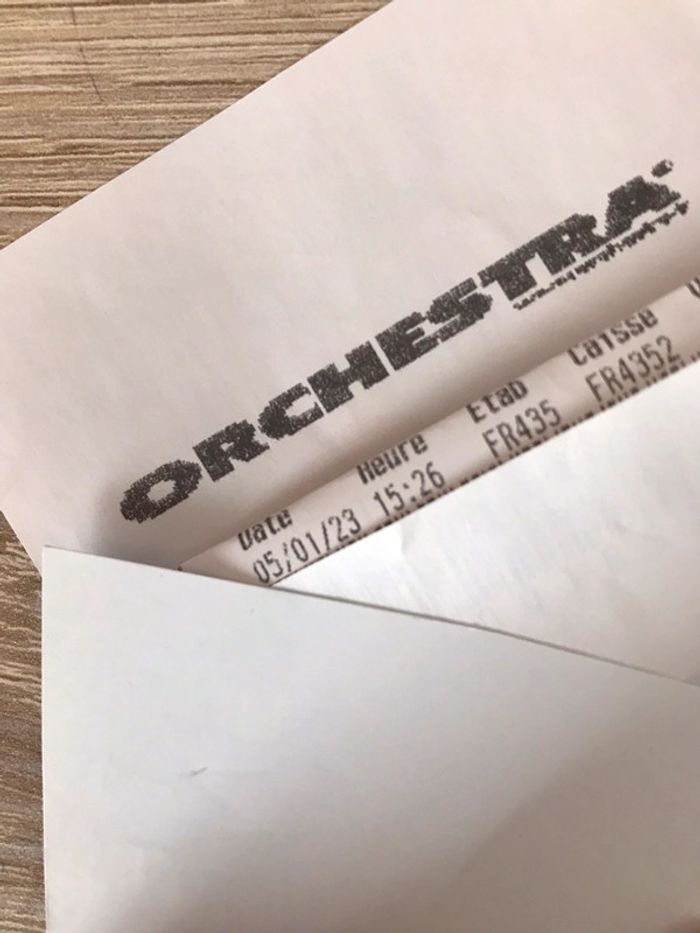 ORCHESTRA
Date Heure Etab Caisse
05/01/23 15:26 FR435 FR4352